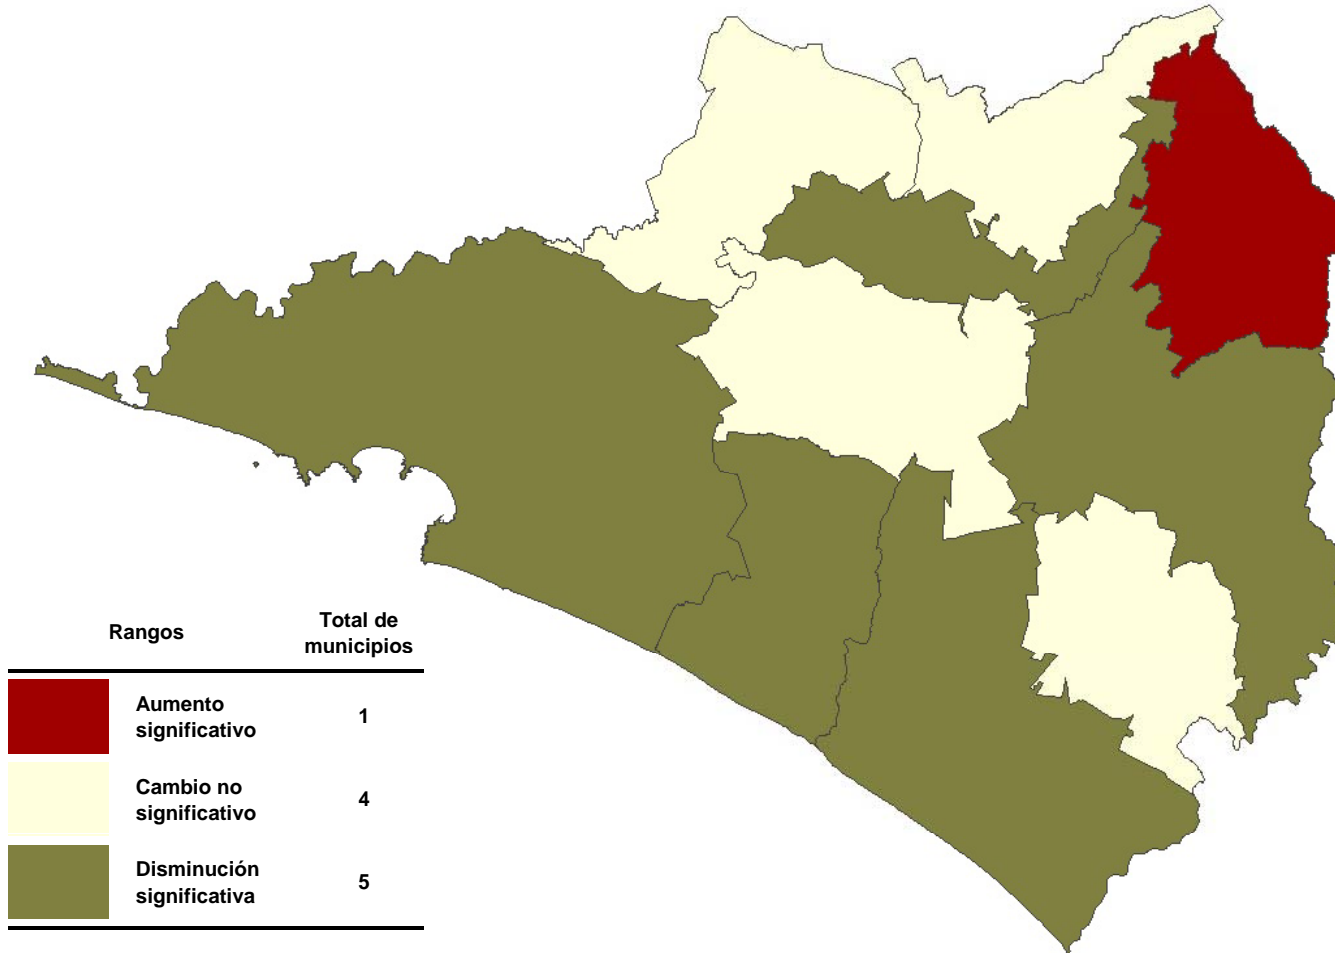 Rangos
Total de
municipios
Aumento
significativo
1
Cambio no
significativo
4
Disminución
significativa
5